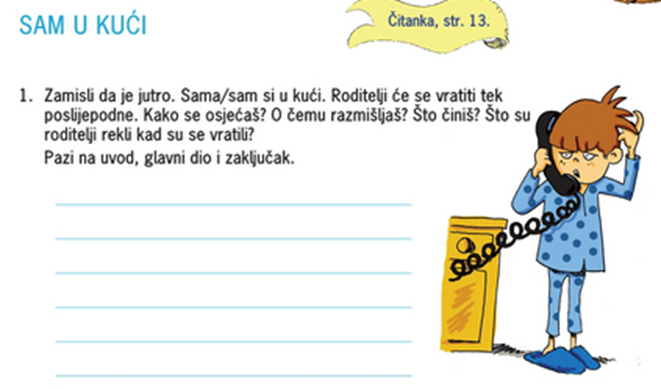 SAM U KUĆI
Čitanka, str. 13.
1. Zamisli da je jutro. Sama/sam si u kući. Roditelji će se vratiti tek
poslijepodne. Kako se osjećaš? O čemu razmišljaš? Što činiš? Što su
roditelji rekli kad su se vratili?
Pazi na uvod, glavni dio i zaključak.